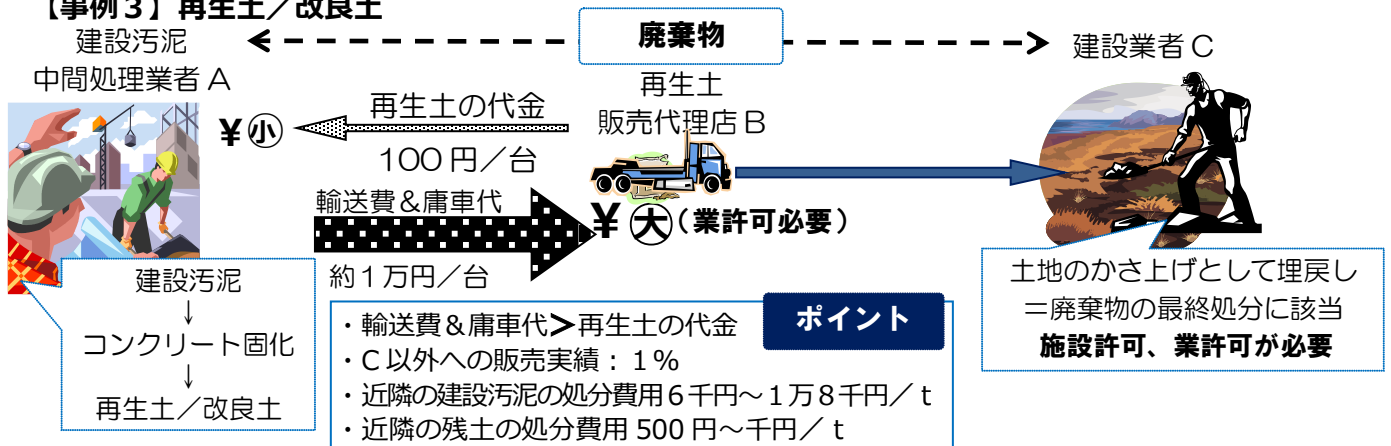 【事例３】再生土／改良土
建設汚泥
中間処理業者Ａ
廃棄物
建設業者Ｃ
再生土
販売代理店Ｂ
￥㊙小
再生土の代金
100円／台
輸送費＆庸車代
約１万円／台
￥大（業許可必要）
建設汚泥
↓
コンクリート固化
↓
再生土／改良土
ポイント
・輸送費＆庸車代＞再生土の代金
・C以外への販売実績：１％
・近隣の建設汚泥の処分費用６千円～１万８千円／ｔ
・近隣の残土の処分費用 500円～千円／ｔ
土地のかさ上げとして埋戻し
＝廃棄物の最終処分に該当
施設許可、業許可が必要